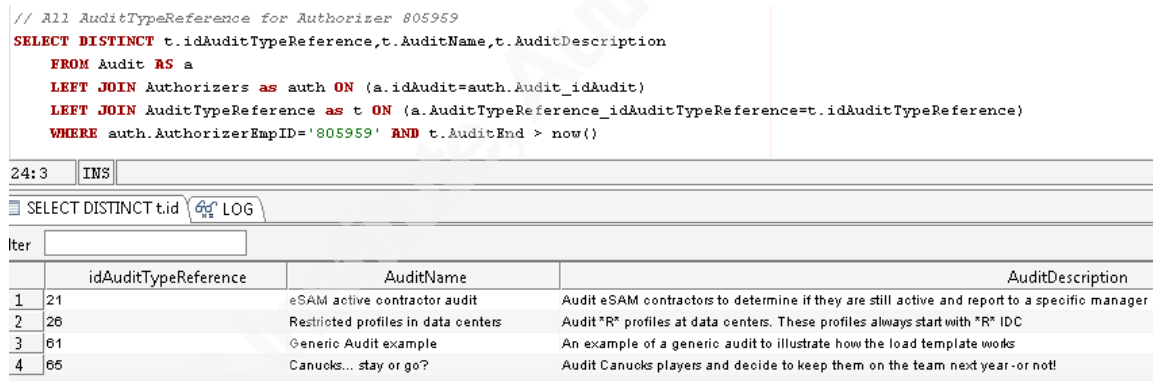 // All AuditTypeReference for Authorizer 805959
SELECT DISTINCT t.idAuditTypeReference,t.AuditName,t.AuditDescription
FROM Audit AS a
LEFT JOIN Authorizers as auth ON (a.idAudit=auth.Audit_idAudit)
LEFT JOIN AuditTypeReference as t ON (a.AuditTypeReference_idAuditTypeReference=t.idAuditTypeReference)
WHERE auth.AuthorizerEmpID='805959' AND t.AuditEnd > now()
24:3 INS
SELECT DISTINCT t.id LOG
lter
idAuditTypeReference AuditName AuditDescription
1 21 eSAM active contractor audit Audit eSAM contractors to determine if they are still active and report to a specific manager
2 26 Restricted profiles in data centers Audit *R* profiles at data centers. These profiles always start with *R* IDC
3 61 Generic Audit example An example of a generic audit to illustrate how the load template works
4 65 Canucks... stay or go? Audit Canucks players and decide to keep them on the team next year -or not!